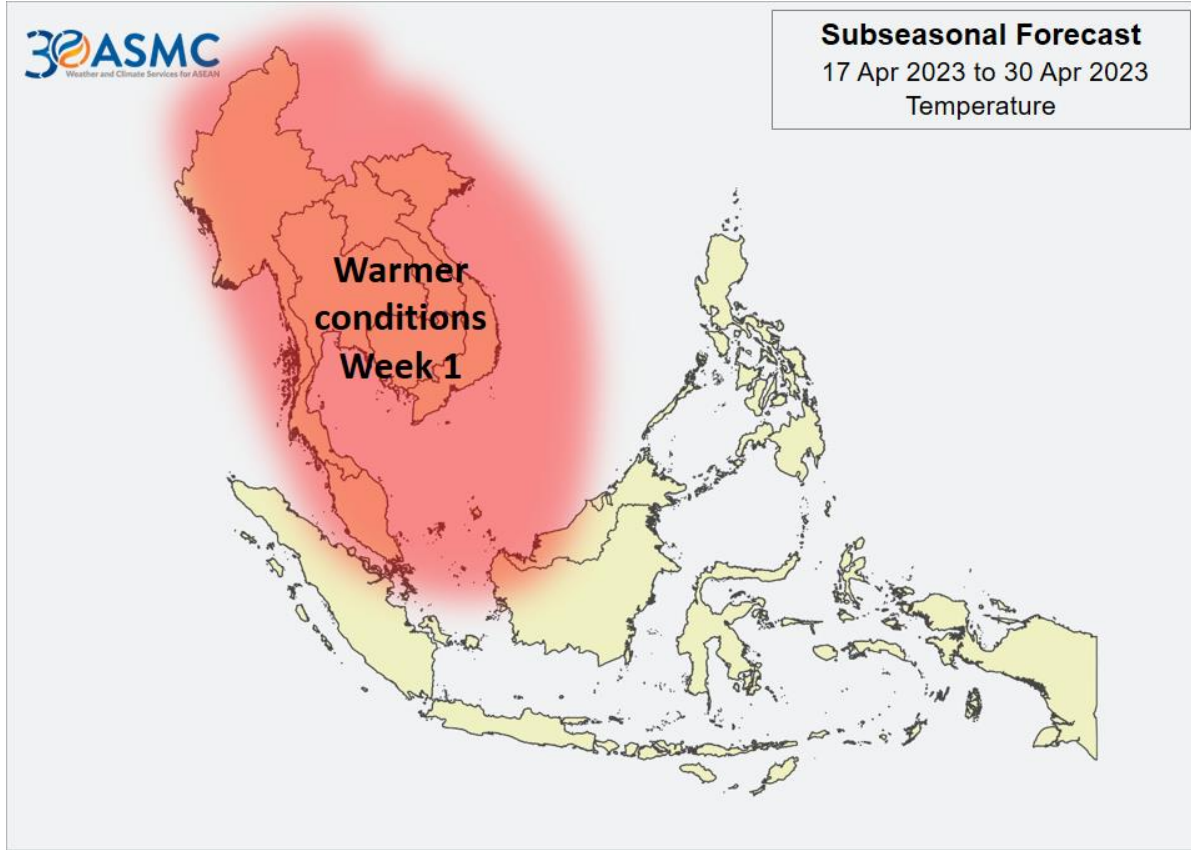 30 ASMC
Weather and Climate Services for ASEAN
Subseasonal Forecast
17 Apr 2023 to 30 Apr 2023
Temperature
Warmer
conditions
Week 1